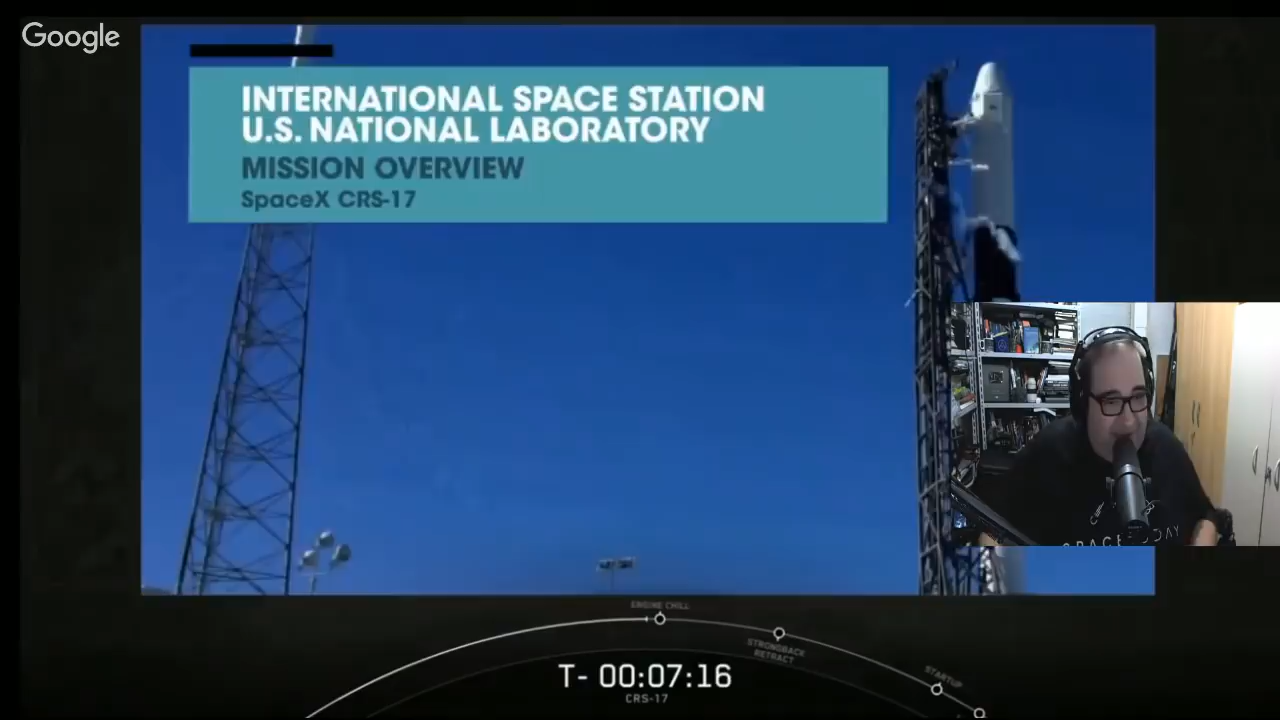 Google
INTERNATIONAL SPACE STATION
U.S. NATIONAL LABORATORY
MISSION OVERVIEW
SpaceX CRS-17
ENGINE CHILL
STRONGBACK
RETRACT
STARTUP
T- 00:07:16
CRS-17